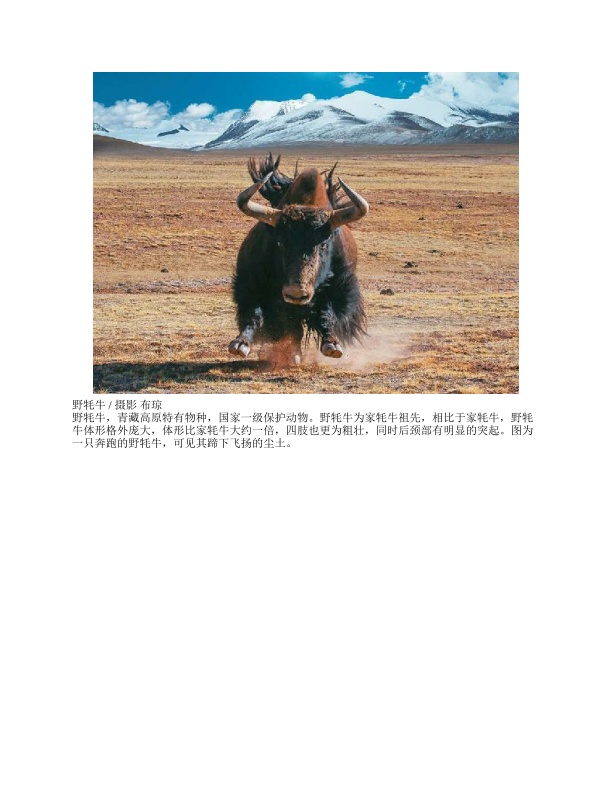 野牦牛 / 摄影 布琼
野牦牛，青藏高原特有物种，国家一级保护动物。野牦牛为家牦牛祖先，相比于家牦牛，野牦
牛体形格外庞大，体形比家牦牛大约一倍，四肢也更为粗壮，同时后颈部有明显的突起。图为
一只奔跑的野牦牛，可见其蹄下飞扬的尘土。